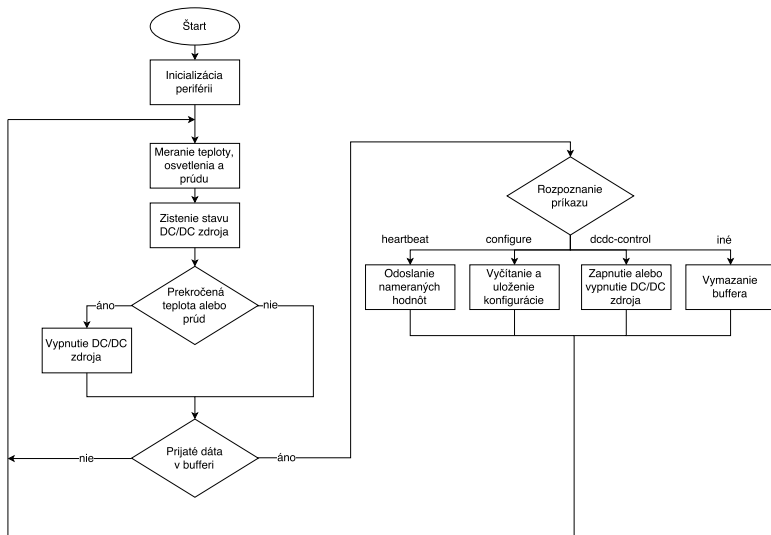 Štart
Inicializácia
periférii
Meranie teploty,
osvetlenia a
prúdu
Zistenie stavu
DC/DC zdroja
Prekročená
teplota alebo
prúd
áno
nie
Vypnutie DC/DC
zdroja
Prijaté dáta
v bufferi
nie
áno
Rozpoznanie
príkazu
heartbeat
configure
dcdc-control
iné
Odoslanie
nameraných
hodnôt
Vyčítanie a
uloženie
konfigurácie
Zapnutie alebo
vypnutie DC/DC
zdroja
Vymazanie
buffera